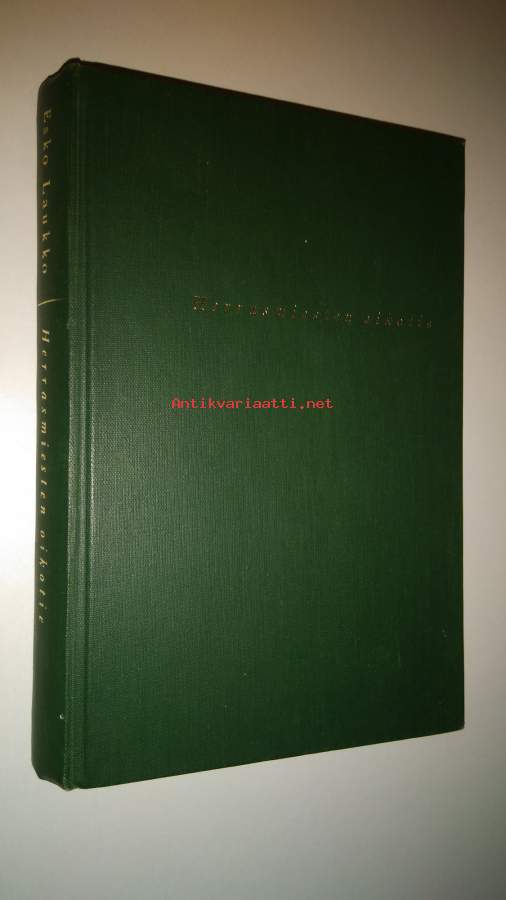 Esko Laukko / Herrasmiesten oikotie
Herrasmiesten oikotie
Antikvariaatti.net